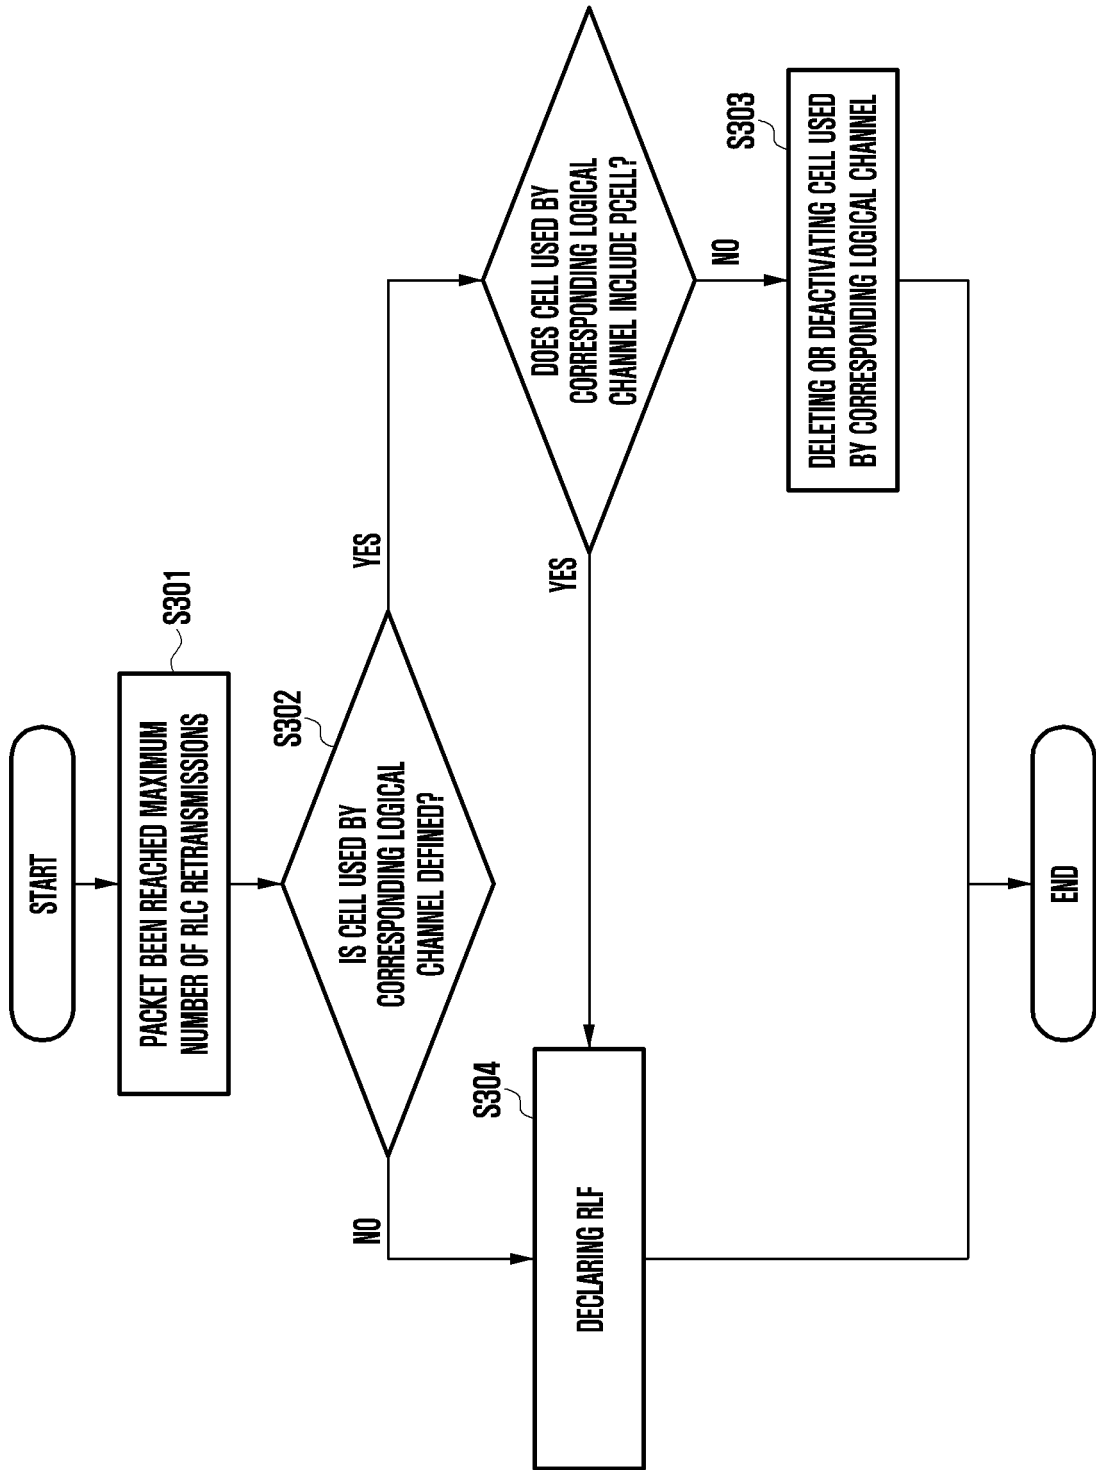 START
S301
PACKET BEEN REACHED MAXIMUM
NUMBER OF RLC RETRANSMISSIONS
S302
IS CELL USED BY
CORRESPONDING LOGICAL
CHANNEL DEFINED?
NO
YES
DOES CELL USED BY
CORRESPONDING LOGICAL
CHANNEL INCLUDE PCELL?
YES
NO
S304
DECLARING RLF
S303
DELETING OR DEACTIVATING CELL USED
BY CORRESPONDING LOGICAL CHANNEL
END